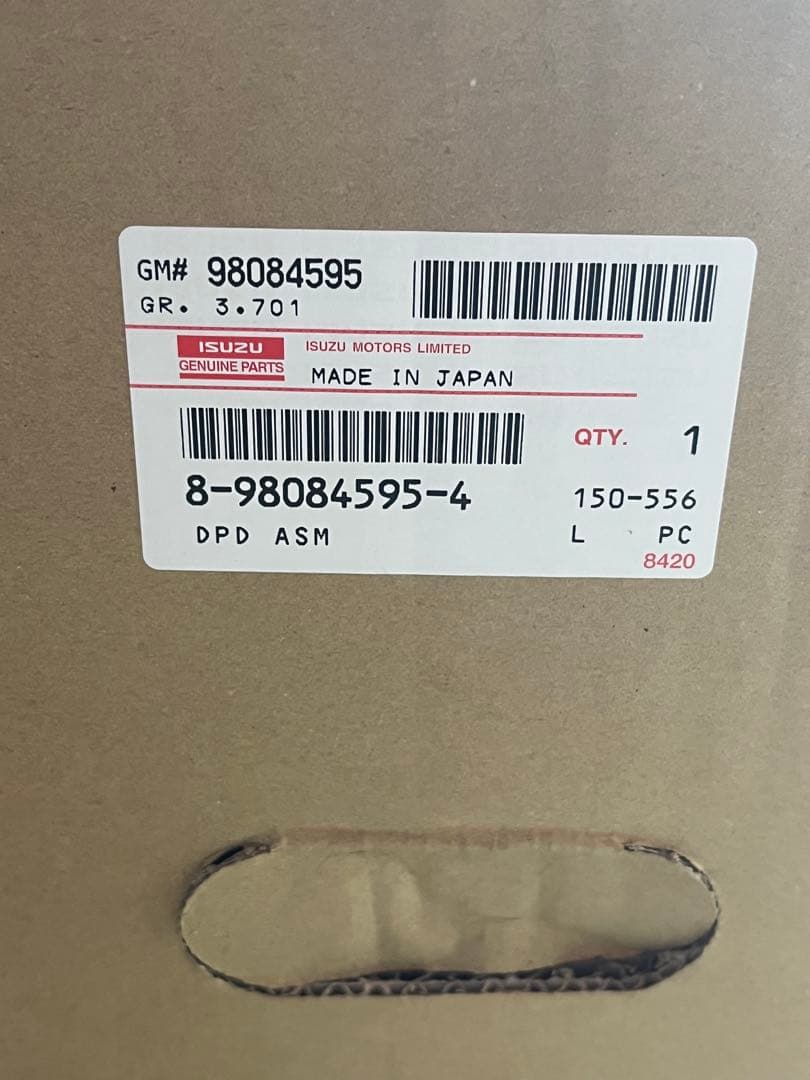 GM# 98084595
GR. 3.701
ISUZU
GENUINE PARTS
ISUZU MOTORS LIMITED
MADE IN JAPAN
QTY. 1
8-98084595-4
150-556
DPD ASM
L PC
8420